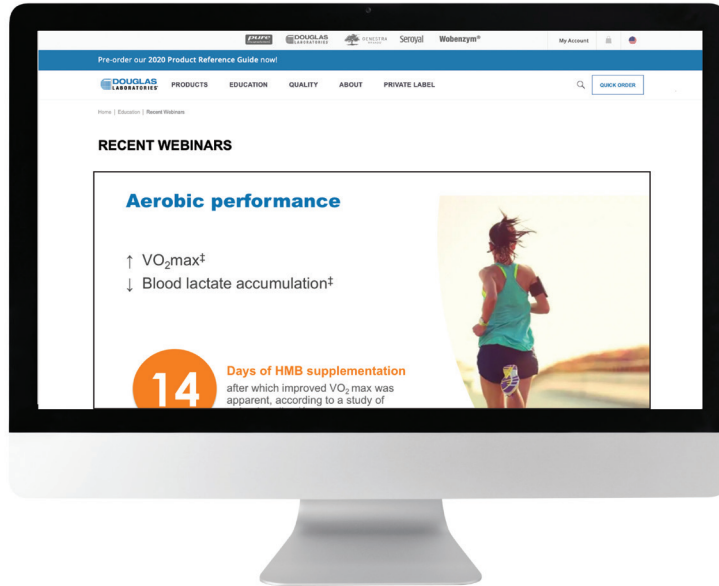 pure
DOUGLAS LABORATORIES
GENESTRA
Seroyal
Wobenzym®
My Account
Pre-order our 2020 Product Reference Guide now!
DOUGLAS LABORATORIES®
PRODUCTS
EDUCATION
QUALITY
ABOUT
PRIVATE LABEL
QUICK ORDER
Home | Education | Recent Webinars
RECENT WEBINARS
Aerobic performance
↑ VO₂max‡
↓ Blood lactate accumulation‡
14
Days of HMB supplementation
after which improved VO₂ max was
apparent, according to a study of